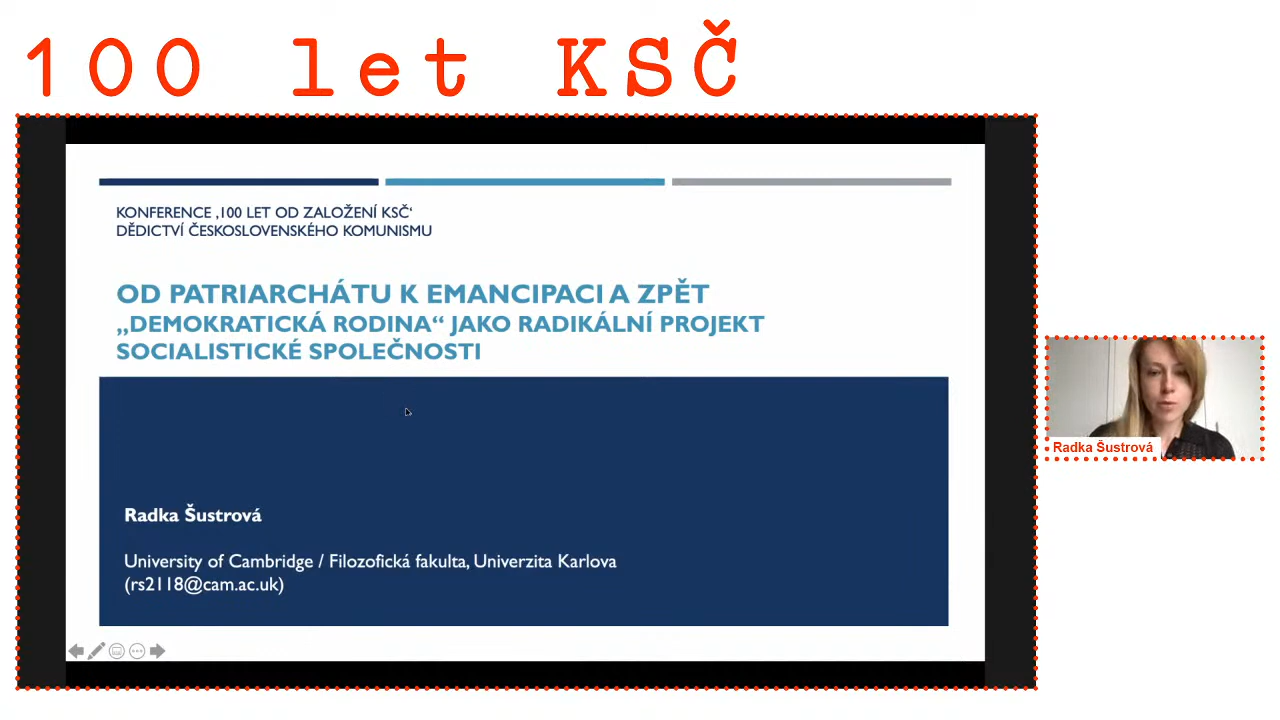 100 let KSČ
KONFERENCE ‚100 LET OD ZALOŽENÍ KSČ‘
DĚDICTVÍ ČESKOSLOVENSKÉHO KOMUNISMU
OD PATRIARCHÁTU K EMANCIPACI A ZPĚT
„DEMOKRATICKÁ RODINA“ JAKO RADIKÁLNÍ PROJEKT
SOCIALISTICKÉ SPOLEČNOSTI
Radka Šustrová
University of Cambridge / Filozofická fakulta, Univerzita Karlova
(rs2118@cam.ac.uk)
Radka Šustrová